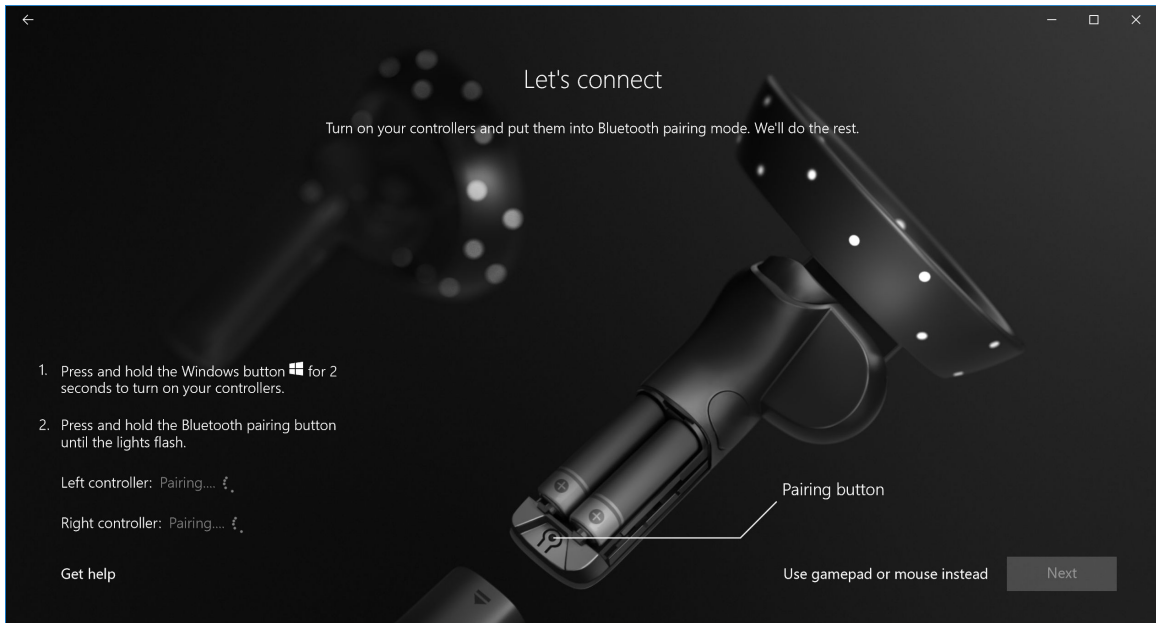 Let's connect
Turn on your controllers and put them into Bluetooth pairing mode. We'll do the rest.
1. Press and hold the Windows button for 2
seconds to turn on your controllers.
2. Press and hold the Bluetooth pairing button
until the lights flash.
Left controller: Pairing....
Right controller: Pairing....
Pairing button
Get help
Use gamepad or mouse instead
Next